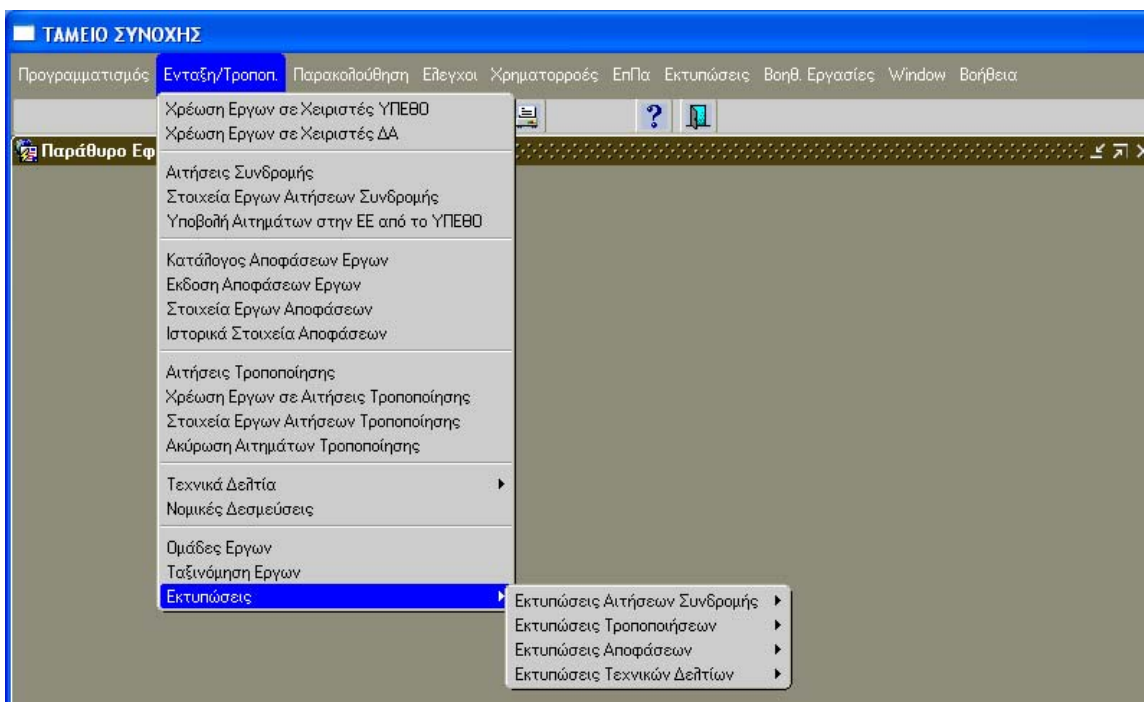 ΤΑΜΕΙΟ ΣΥΝΟΧΗΣ
Προγραμματισμός Ενταξη/Τροποπ. Παρακολούθηση Ελεγχοι Χρηματορροές ΕπΠα Εκτυπώσεις Βοηθ. Εργασίες Window Βοήθεια
Παράθυρο Εφ
Χρέωση Εργων σε Χειριστές ΥΠΕΘΟ
Χρέωση Εργων σε Χειριστές ΔΑ
Αιτήσεις Συνδρομής
Στοιχεία Εργων Αιτήσεων Συνδρομής
Υποβολή Αιτημάτων στην ΕΕ από το ΥΠΕΘΟ
Κατάλογος Αποφάσεων Εργων
Εκδοση Αποφάσεων Εργων
Στοιχεία Εργων Αποφάσεων
Ιστορικά Στοιχεία Αποφάσεων
Αιτήσεις Τροποποίησης
Χρέωση Εργων σε Αιτήσεις Τροποποίησης
Στοιχεία Εργων Αιτήσεων Τροποποίησης
Ακύρωση Αιτημάτων Τροποποίησης
Τεχνικά Δελτία
Νομικές Δεσμεύσεις
Ομάδες Εργων
Ταξινόμηση Εργων
Εκτυπώσεις
Εκτυπώσεις Αιτήσεων Συνδρομής
Εκτυπώσεις Τροποποιήσεων
Εκτυπώσεις Αποφάσεων
Εκτυπώσεις Τεχνικών Δελτίων